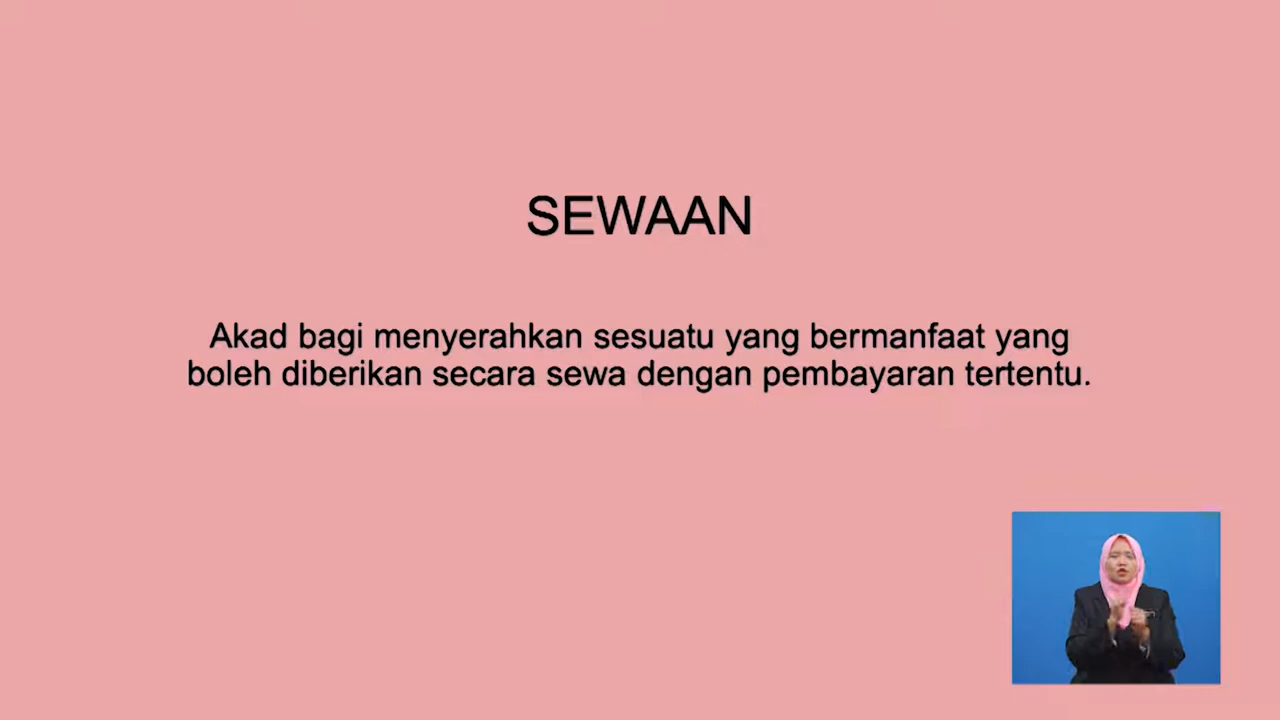 SEWAAN
Akad bagi menyerahkan sesuatu yang bermanfaat yang
boleh diberikan secara sewa dengan pembayaran tertentu.